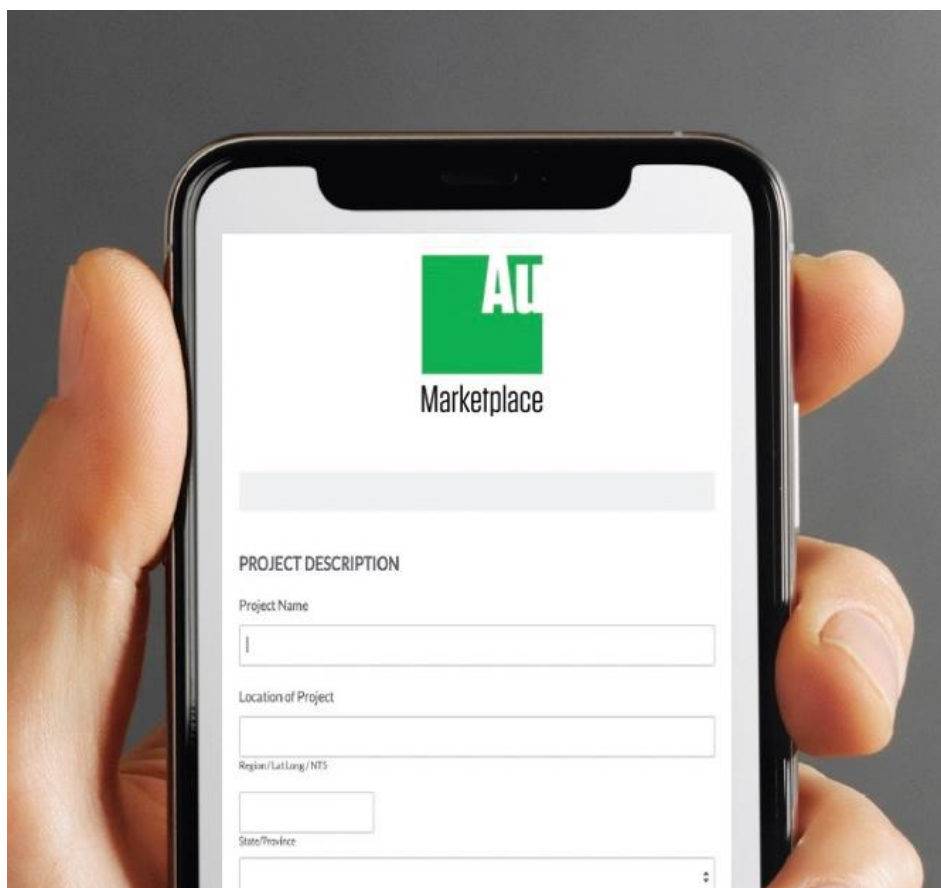 Au
Marketplace
PROJECT DESCRIPTION
Project Name
Location of Project
Region / Lat Long / NTS
State/Province